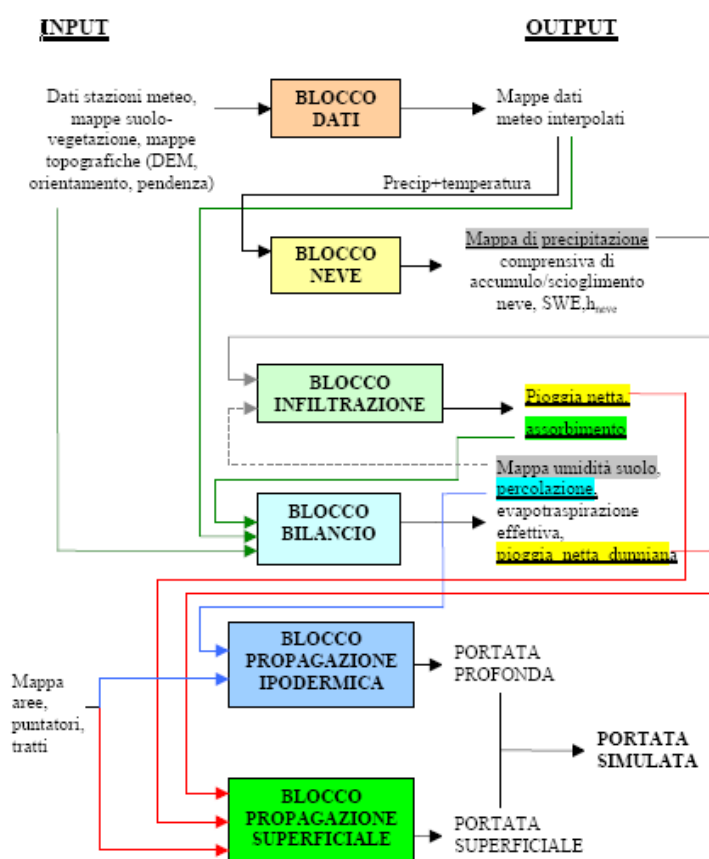 INPUT
OUTPUT
Dati stazioni meteo,
mappe suolo-
vegetazione, mappe
topografiche (DEM,
orientamento, pendenza)
BLOCCO
DATI
Mappe dati
meteo interpolati
Precip+temperatura
BLOCCO
NEVE
Mappa di precipitazione
comprensiva di
accumulo/scioglimento
neve, SWE,hneve
BLOCCO
INFILTRAZIONE
Pioggia netta,
assorbimento
Mappa umidità suolo,
percolazione,
evapotraspirazione
effettiva,
pioggia netta dunniana
BLOCCO
BILANCIO
BLOCCO
PROPAGAZIONE
IPODERMICA
PORTATA
PROFONDA
Mappa
aree,
puntatori,
tratti
PORTATA
SIMULATA
BLOCCO
PROPAGAZIONE
SUPERFICIALE
PORTATA
SUPERFICIALE